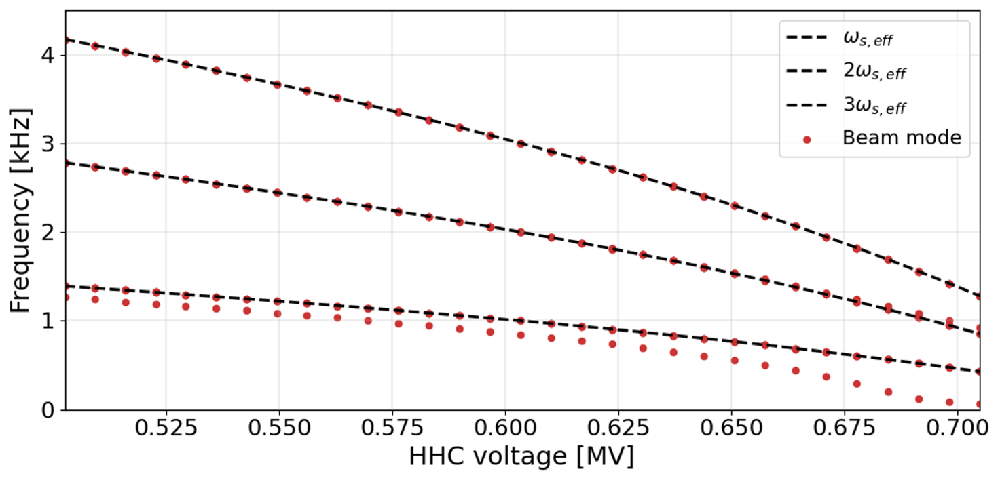 Frequency [kHz]
4
3
2
1
0
ωs,eff
2ωs,eff
3ωs,eff
Beam mode
0.525 0.550 0.575 0.600 0.625 0.650 0.675 0.700
HHC voltage [MV]